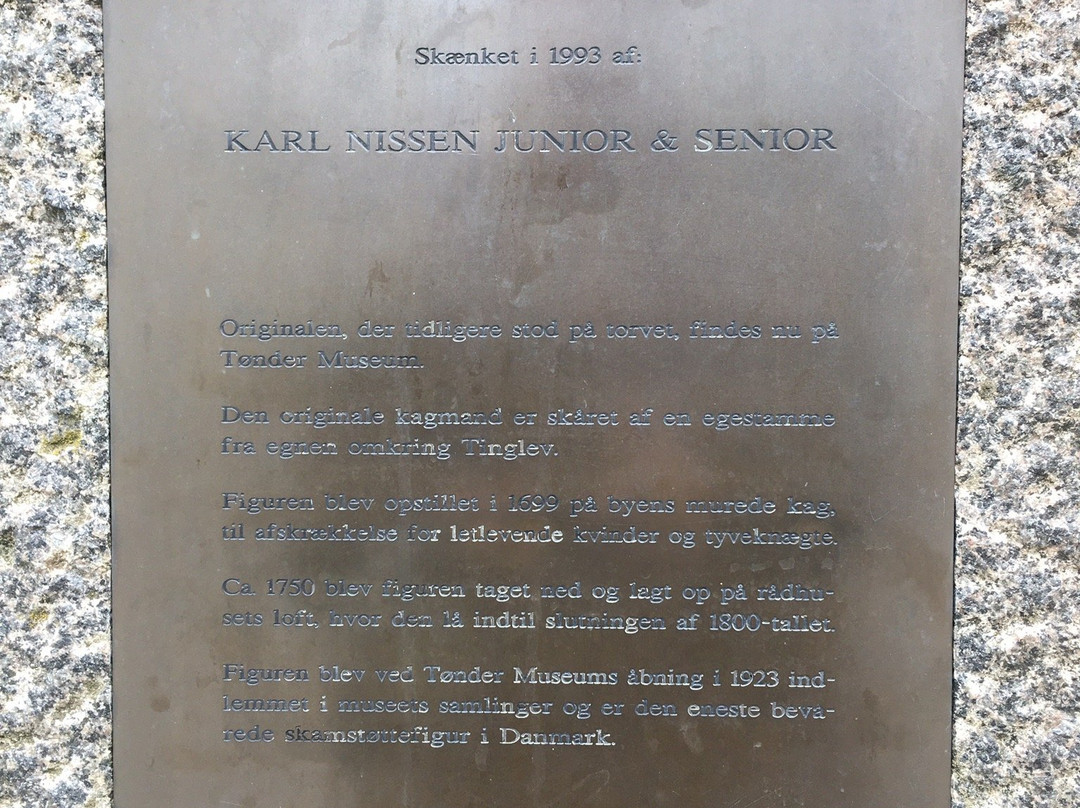 Skænket i 1993 af:
KARL NISSEN JUNIOR & SENIOR
Originalen, der tidligere stod på torvet, findes nu på
Tønder Museum.
Den originale kagmand er skåret af en egestamme
fra egnen omkring Tinglev.
Figuren blev opstillet i 1699 på byens murede kag,
til afskrækkelse for letlevende kvinder og tyveknægte.
Ca. 1750 blev figuren taget ned og lagt op på rådhu-
sets loft, hvor den lå indtil slutningen af 1800-tallet.
Figuren blev ved Tønder Museums åbning i 1923 ind-
lemmet i museets samlinger og er den eneste beva-
rede skamstøttefigur i Danmark.